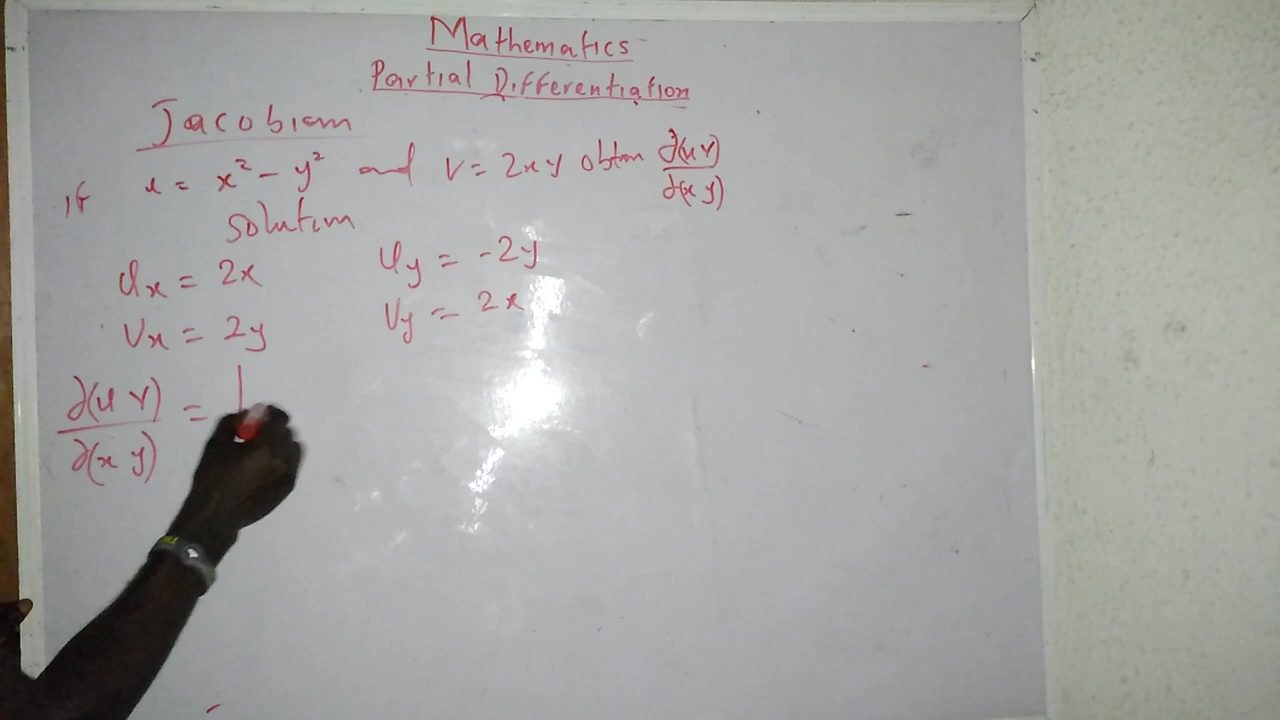 Mathematics
Partial Differentiation
Jacobian
If u = x² - y² and v = 2xy obtain ∂(u v)/∂(x y)
Solution
Ux = 2x Uy = -2y
Vx = 2y Vy = 2x
∂(u v)/∂(x y) = |